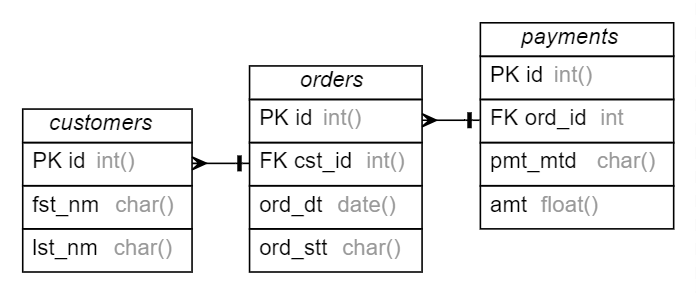 customers
PK id int()
fst_nm char()
lst_nm char()
orders
PK id int()
FK cst_id int()
ord_dt date()
ord_stt char()
payments
PK id int()
FK ord_id int
pmt_mtd char()
amt float()